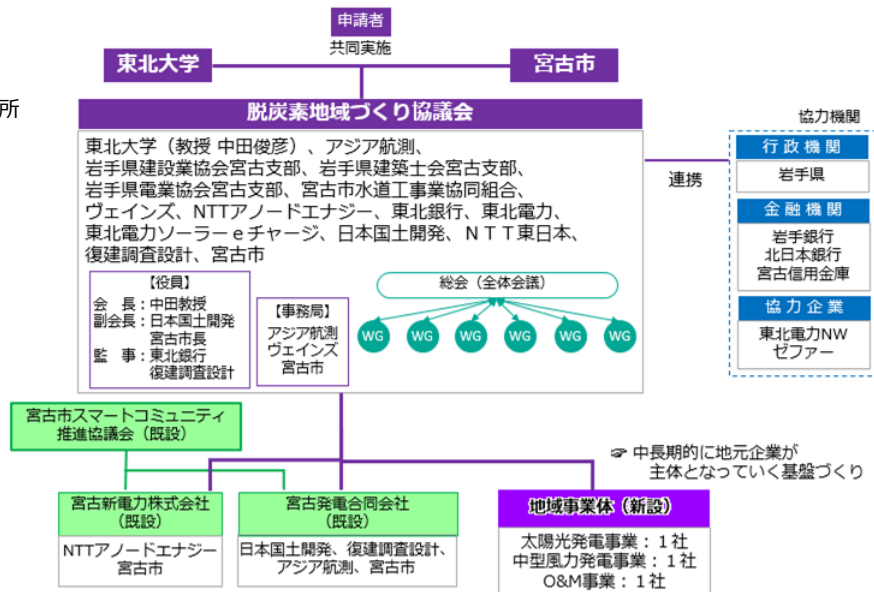 申請者
共同実施
東北大学
宮古市
所
脱炭素地域づくり協議会
東北大学（教授 中田俊彦）、アジア航測、
岩手県建設業協会宮古支部、岩手県建築士会宮古支部、
岩手県電業協会宮古支部、宮古市水道工事業協同組合、
ヴェインズ、NTTアノードエナジー、東北銀行、東北電力、
東北電力ソーラーｅチャージ、日本国土開発、ＮＴＴ東日本、
復建調査設計、宮古市
【役員】
会　長：中田教授
副会長：日本国土開発
宮古市長
監　事：東北銀行
復建調査設計
【事務局】
アジア航測
ヴェインズ
宮古市
総会（全体会議）
WG WG WG WG WG WG
連携
協力機関
行政機関
岩手県
金融機関
岩手銀行
北日本銀行
宮古信用金庫
協力企業
東北電力NW
ゼファー
宮古市スマートコミュニティ
推進協議会（既設）
☞ 中長期的に地元企業が
主体となっていく基盤づくり
宮古新電力株式会社
（既設）
NTTアノードエナジー
宮古市
宮古発電合同会社
（既設）
日本国土開発、復建調査設計、
アジア航測、宮古市
地域事業体（新設）
太陽光発電事業：１社
中型風力発電事業：１社
O&M事業：１社